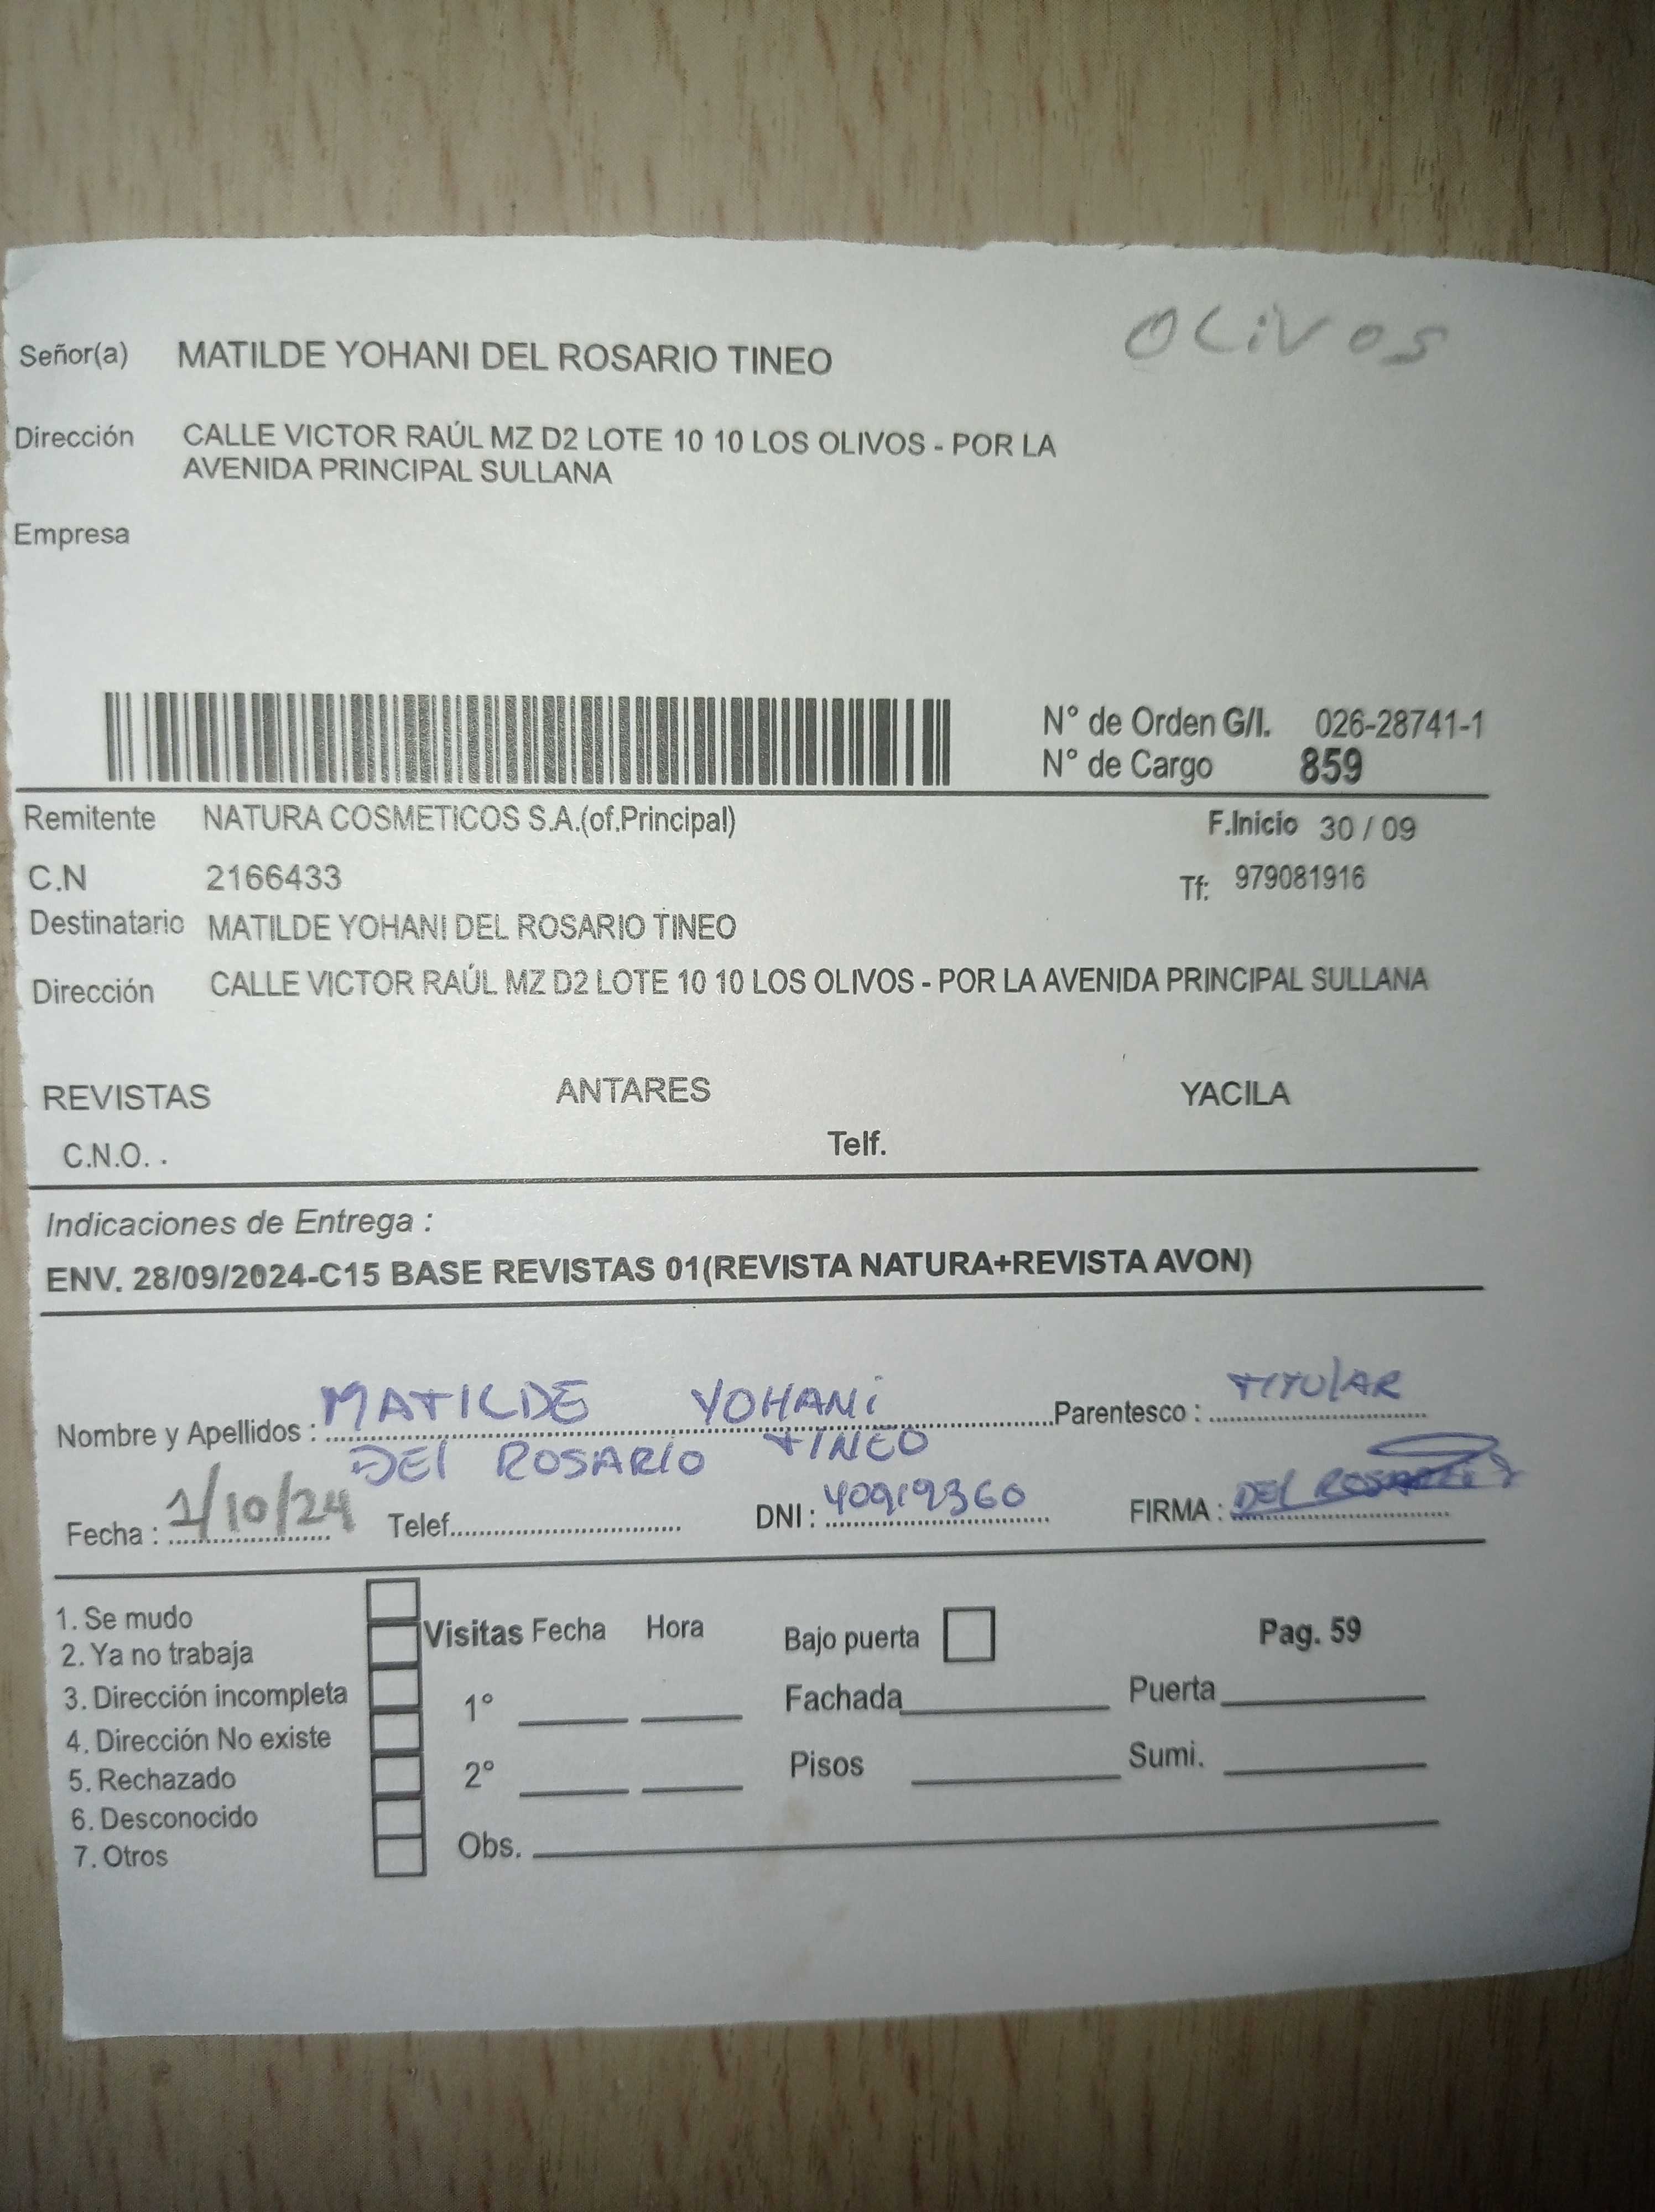 OLIVOS
Señor(a) MATILDE YOHANI DEL ROSARIO TINEO
Dirección CALLE VICTOR RAÚL MZ D2 LOTE 10 10 LOS OLIVOS - POR LA
AVENIDA PRINCIPAL SULLANA
Empresa
N° de Orden G/I. 026-28741-1
N° de Cargo 859
Remitente NATURA COSMETICOS S.A.(of.Principal) F.Inicio 30 / 09
C.N 2166433 Tf: 979081916
Destinatario MATILDE YOHANI DEL ROSARIO TINEO
Dirección CALLE VICTOR RAÚL MZ D2 LOTE 10 10 LOS OLIVOS - POR LA AVENIDA PRINCIPAL SULLANA
REVISTAS ANTARES YACILA
C.N.O. . Telf.
Indicaciones de Entrega :
ENV. 28/09/2024-C15 BASE REVISTAS 01(REVISTA NATURA+REVISTA AVON)
Nombre y Apellidos : MATILDE YOHANI Parentesco : TITULAR
DEL ROSARIO TINEO
Fecha : 1/10/24 Telef. DNI : 40919360 FIRMA : DEL ROSARIO
1. Se mudo
2. Ya no trabaja
3. Dirección incompleta
4. Dirección No existe
5. Rechazado
6. Desconocido
7. Otros
Visitas Fecha Hora
1°
2°
Obs.
Bajo puerta Pag. 59
Fachada Puerta
Pisos Sumi.